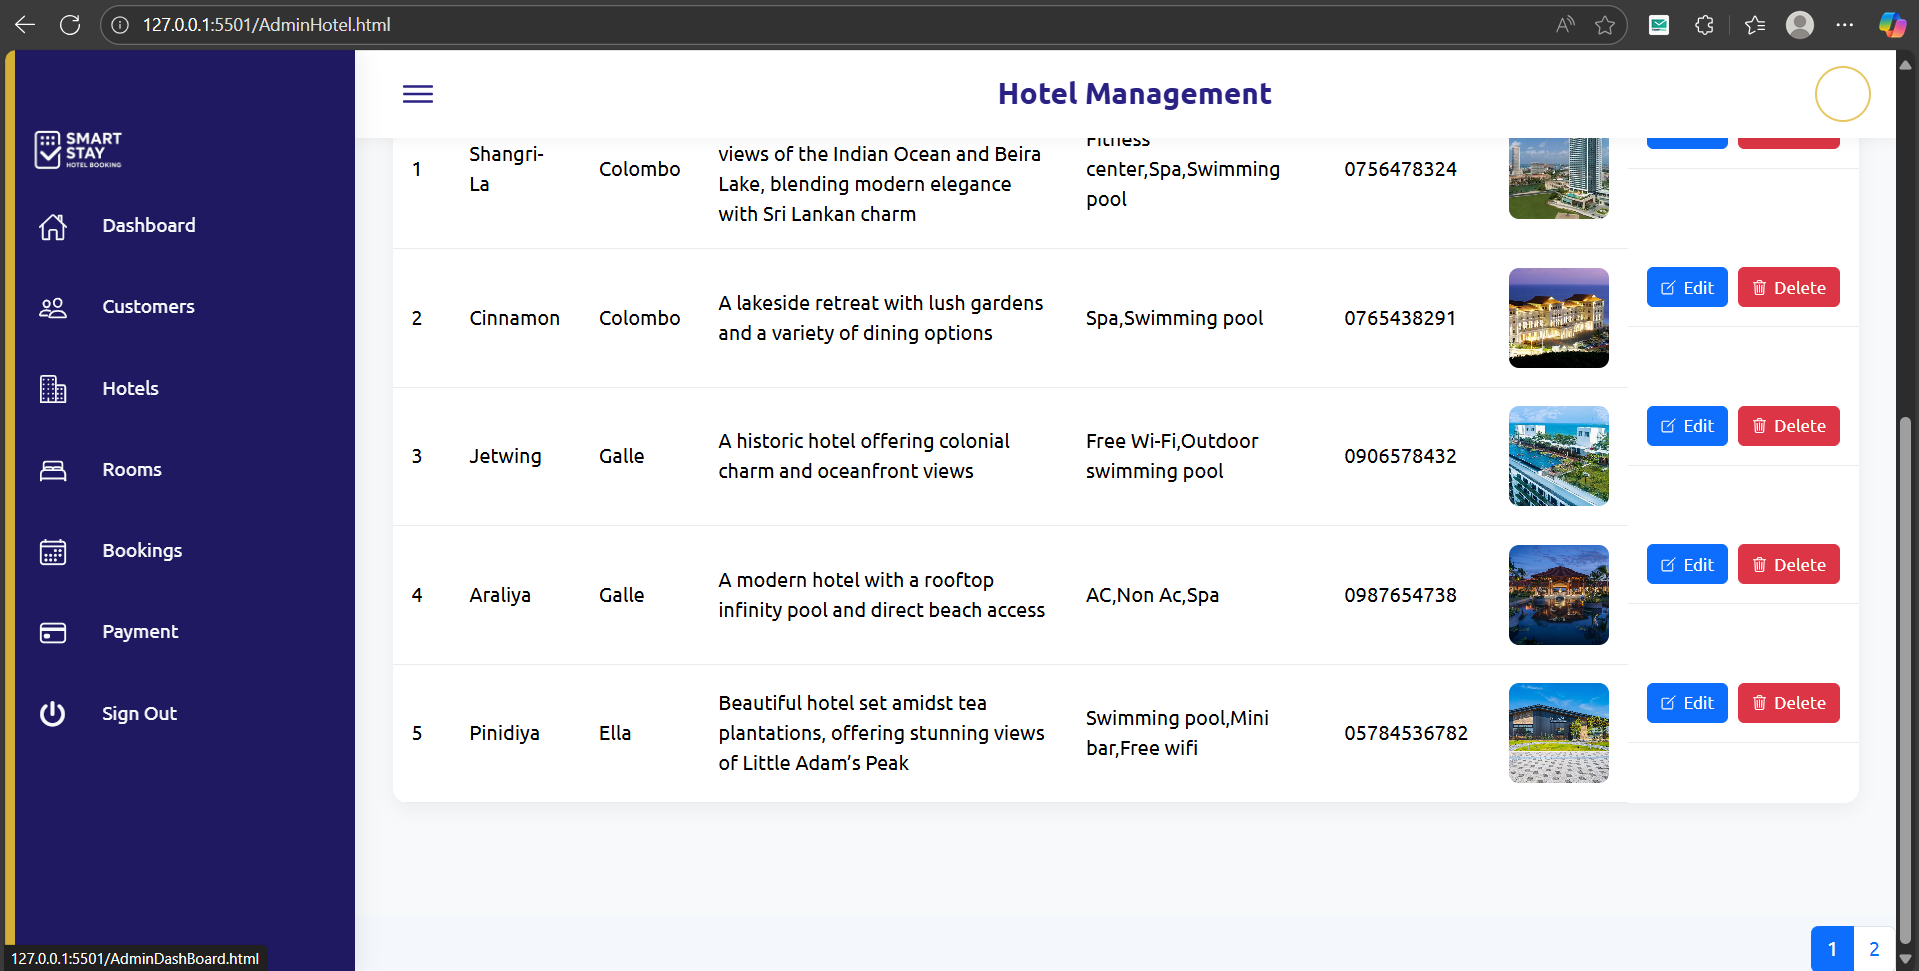 127.0.0.1:5501/AdminHotel.html
Hotel Management
SMART
STAY
HOTEL BOOKING
Dashboard
Customers
Hotels
Rooms
Bookings
Payment
Sign Out
1
Shangri-
La
Colombo
views of the Indian Ocean and Beira
Lake, blending modern elegance
with Sri Lankan charm
Fitness
center,Spa,Swimming
pool
0756478324
2
Cinnamon
Colombo
A lakeside retreat with lush gardens
and a variety of dining options
Spa,Swimming pool
0765438291
Edit
Delete
3
Jetwing
Galle
A historic hotel offering colonial
charm and oceanfront views
Free Wi-Fi,Outdoor
swimming pool
0906578432
Edit
Delete
4
Araliya
Galle
A modern hotel with a rooftop
infinity pool and direct beach access
AC,Non Ac,Spa
0987654738
Edit
Delete
5
Pinidiya
Ella
Beautiful hotel set amidst tea
plantations, offering stunning views
of Little Adam’s Peak
Swimming pool,Mini
bar,Free wifi
05784536782
Edit
Delete
1
2
127.0.0.1:5501/AdminDashBoard.html